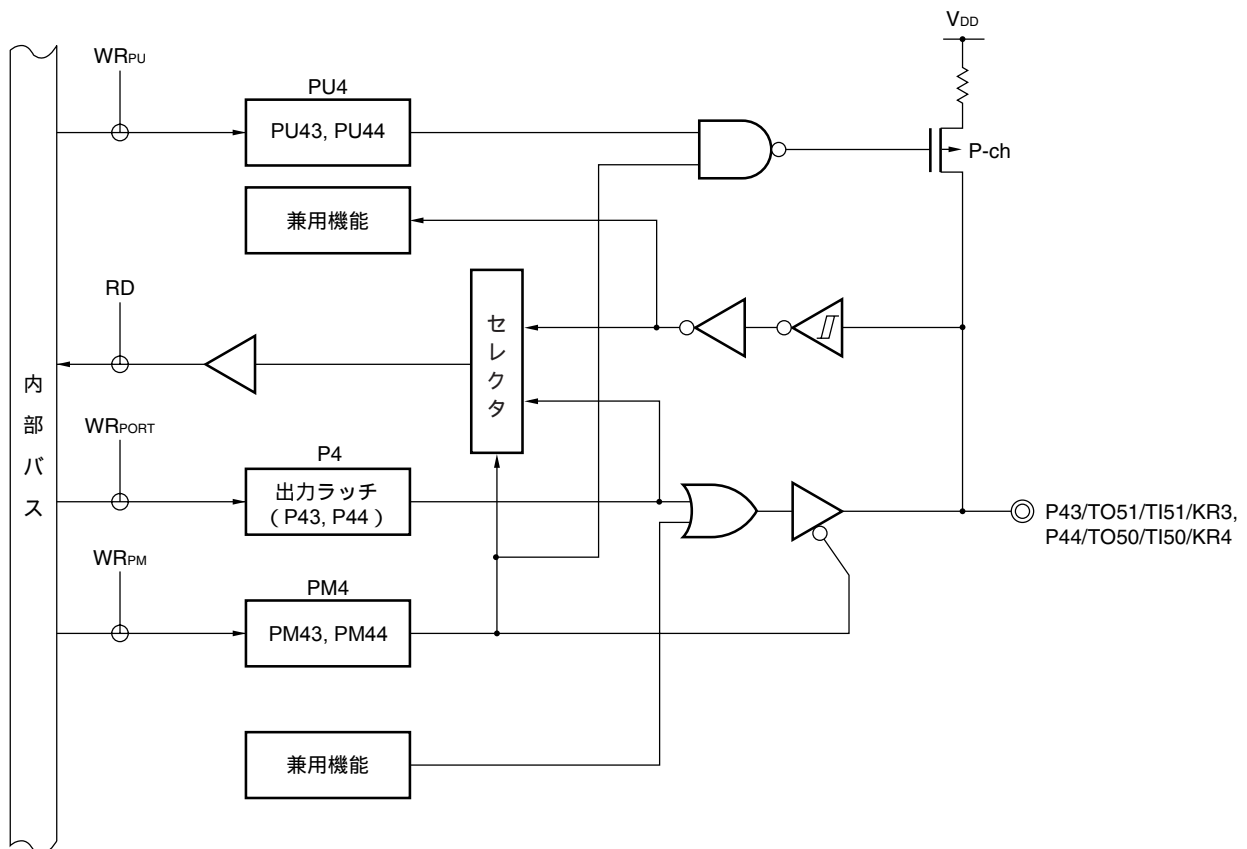 VDD
WRPU
PU4
PU43, PU44
P-ch
兼用機能
RD
セレクタ
内部バス
WRPORT
P4
出力ラッチ
( P43, P44 )
P43/TO51/TI51/KR3,
P44/TO50/TI50/KR4
WRPM
PM4
PM43, PM44
兼用機能